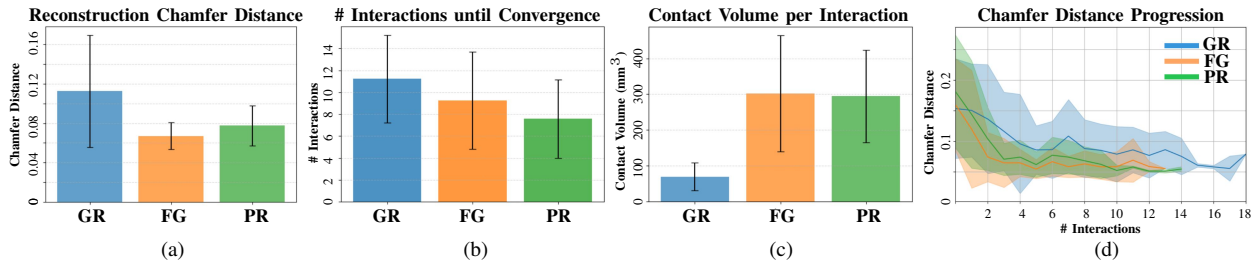 Reconstruction Chamfer Distance
Chamfer Distance
0.16
0.12
0.08
0.04
0
GR FG PR
(a)
# Interactions until Convergence
# Interactions
14
12
10
8
6
4
2
0
GR FG PR
(b)
Contact Volume per Interaction
Contact Volume (mm³)
400
300
200
100
0
GR FG PR
(c)
Chamfer Distance Progression
Chamfer Distance
0.2
0.1
0
GR
FG
PR
2 4 6 8 10 12 14 16 18
# Interactions
(d)